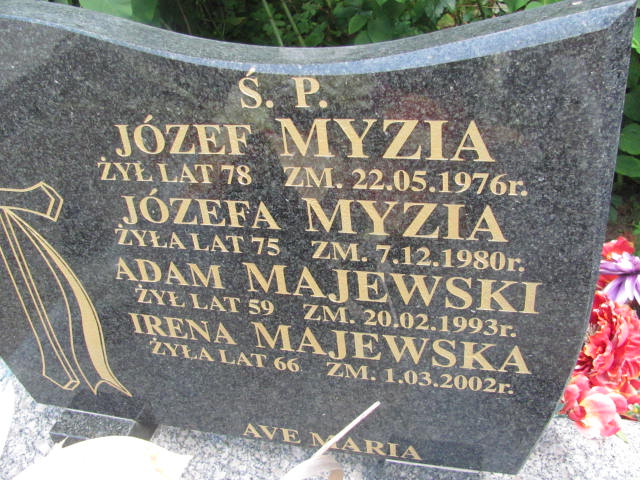 Ś. P.
JÓZEF MYZIA
ŻYŁ LAT 78 ZM. 22.05.1976r.
JÓZEFA MYZIA
ŻYŁA LAT 75 ZM. 7.12.1980r.
ADAM MAJEWSKI
ŻYŁ LAT 59 ZM. 20.02.1993r.
IRENA MAJEWSKA
ŻYŁA LAT 66 ZM. 1.03.2002r.
AVE MARIA